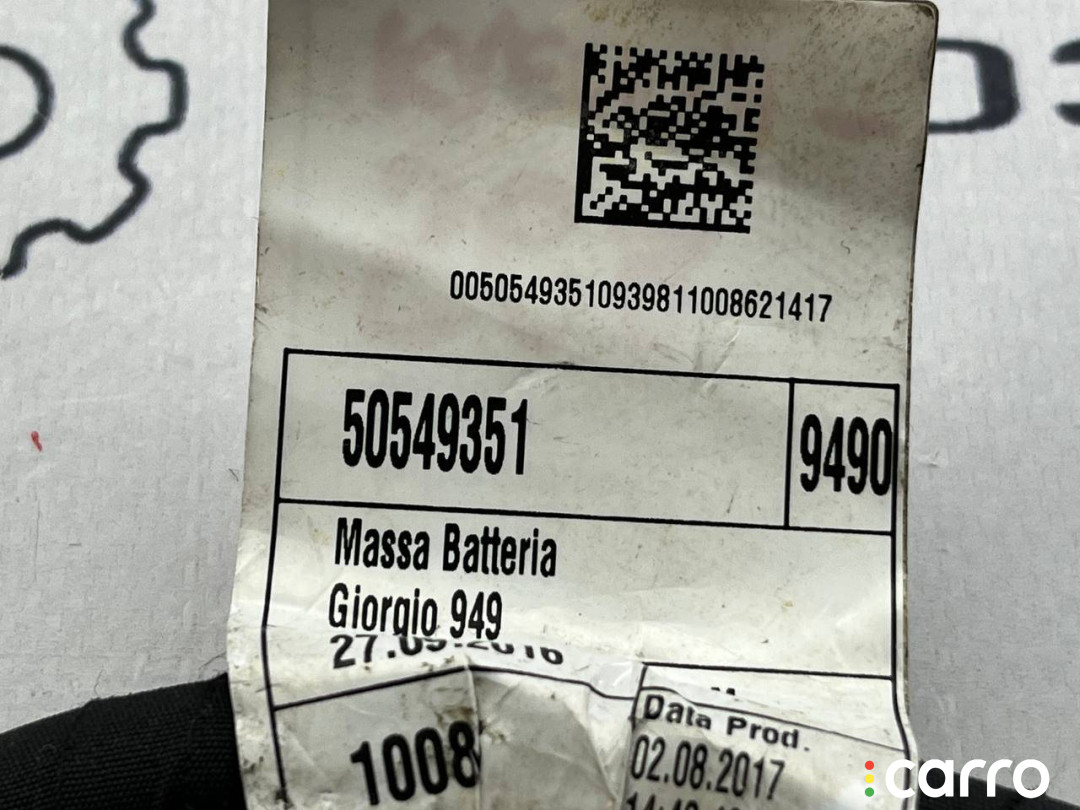 00505493510939811008621417
50549351
9490
Massa Batteria
Giorgio 949
1008
Data Prod.
02.08.2017
carro